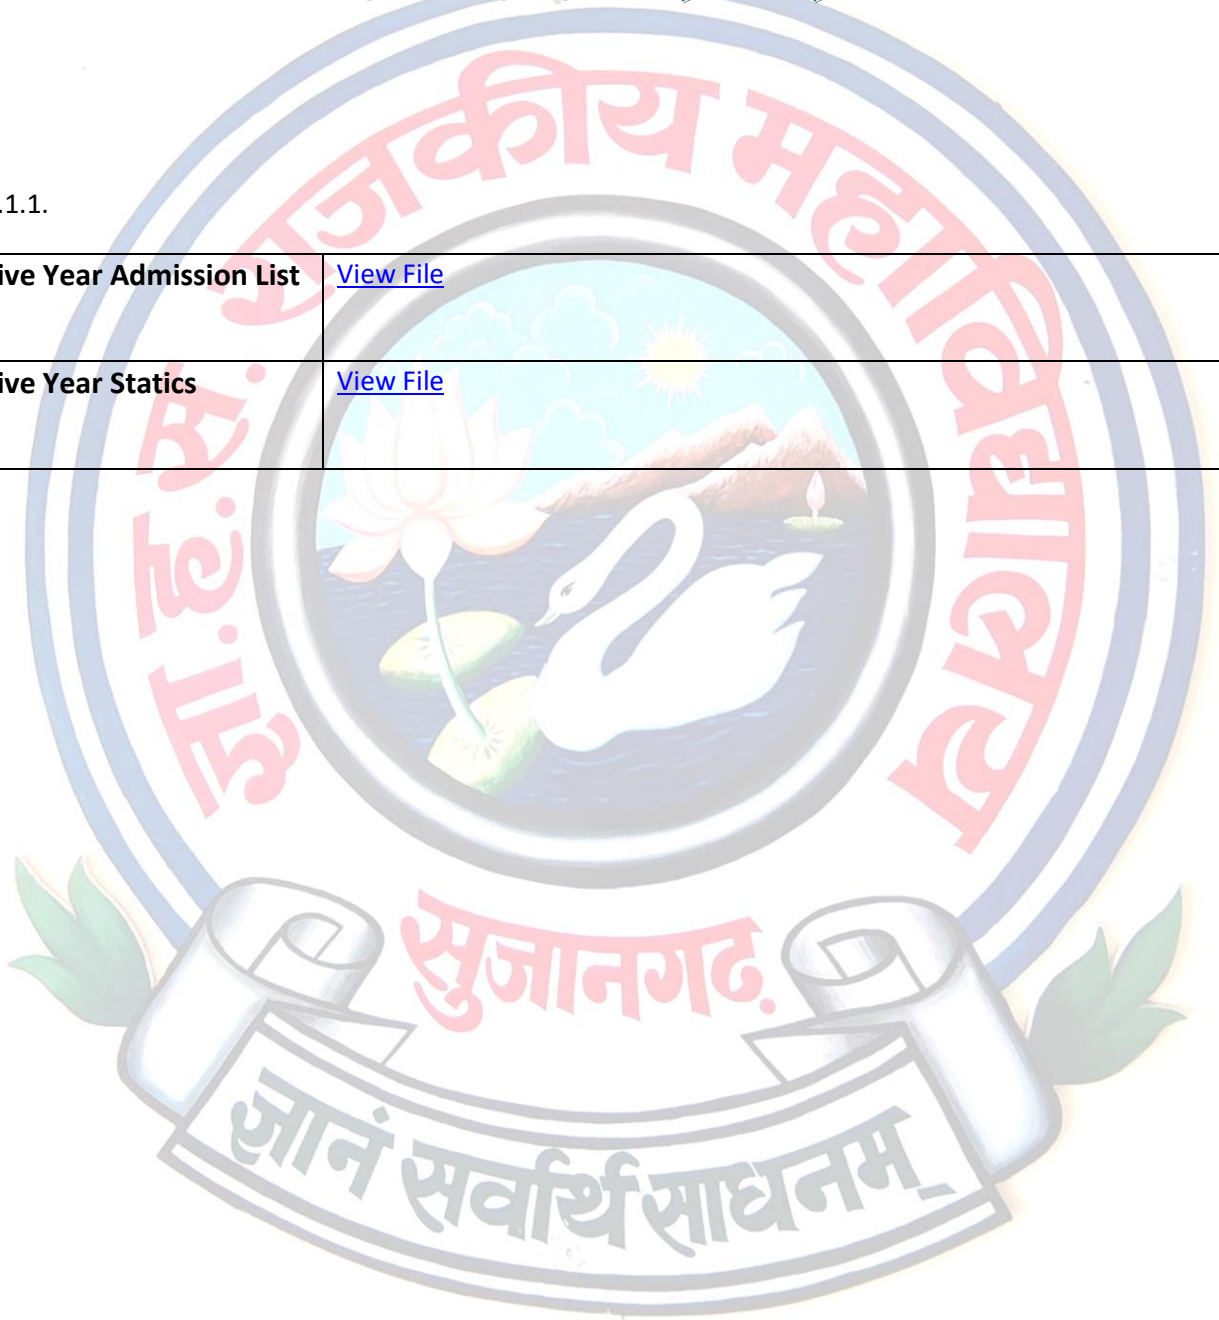 .1.1.
ive Year Admission List View File
ive Year Statics View File
ज्ञा.ह.स. राजकीय महाविद्यालय
सुजानगढ़
ज्ञानं सर्वार्थ साधनम्